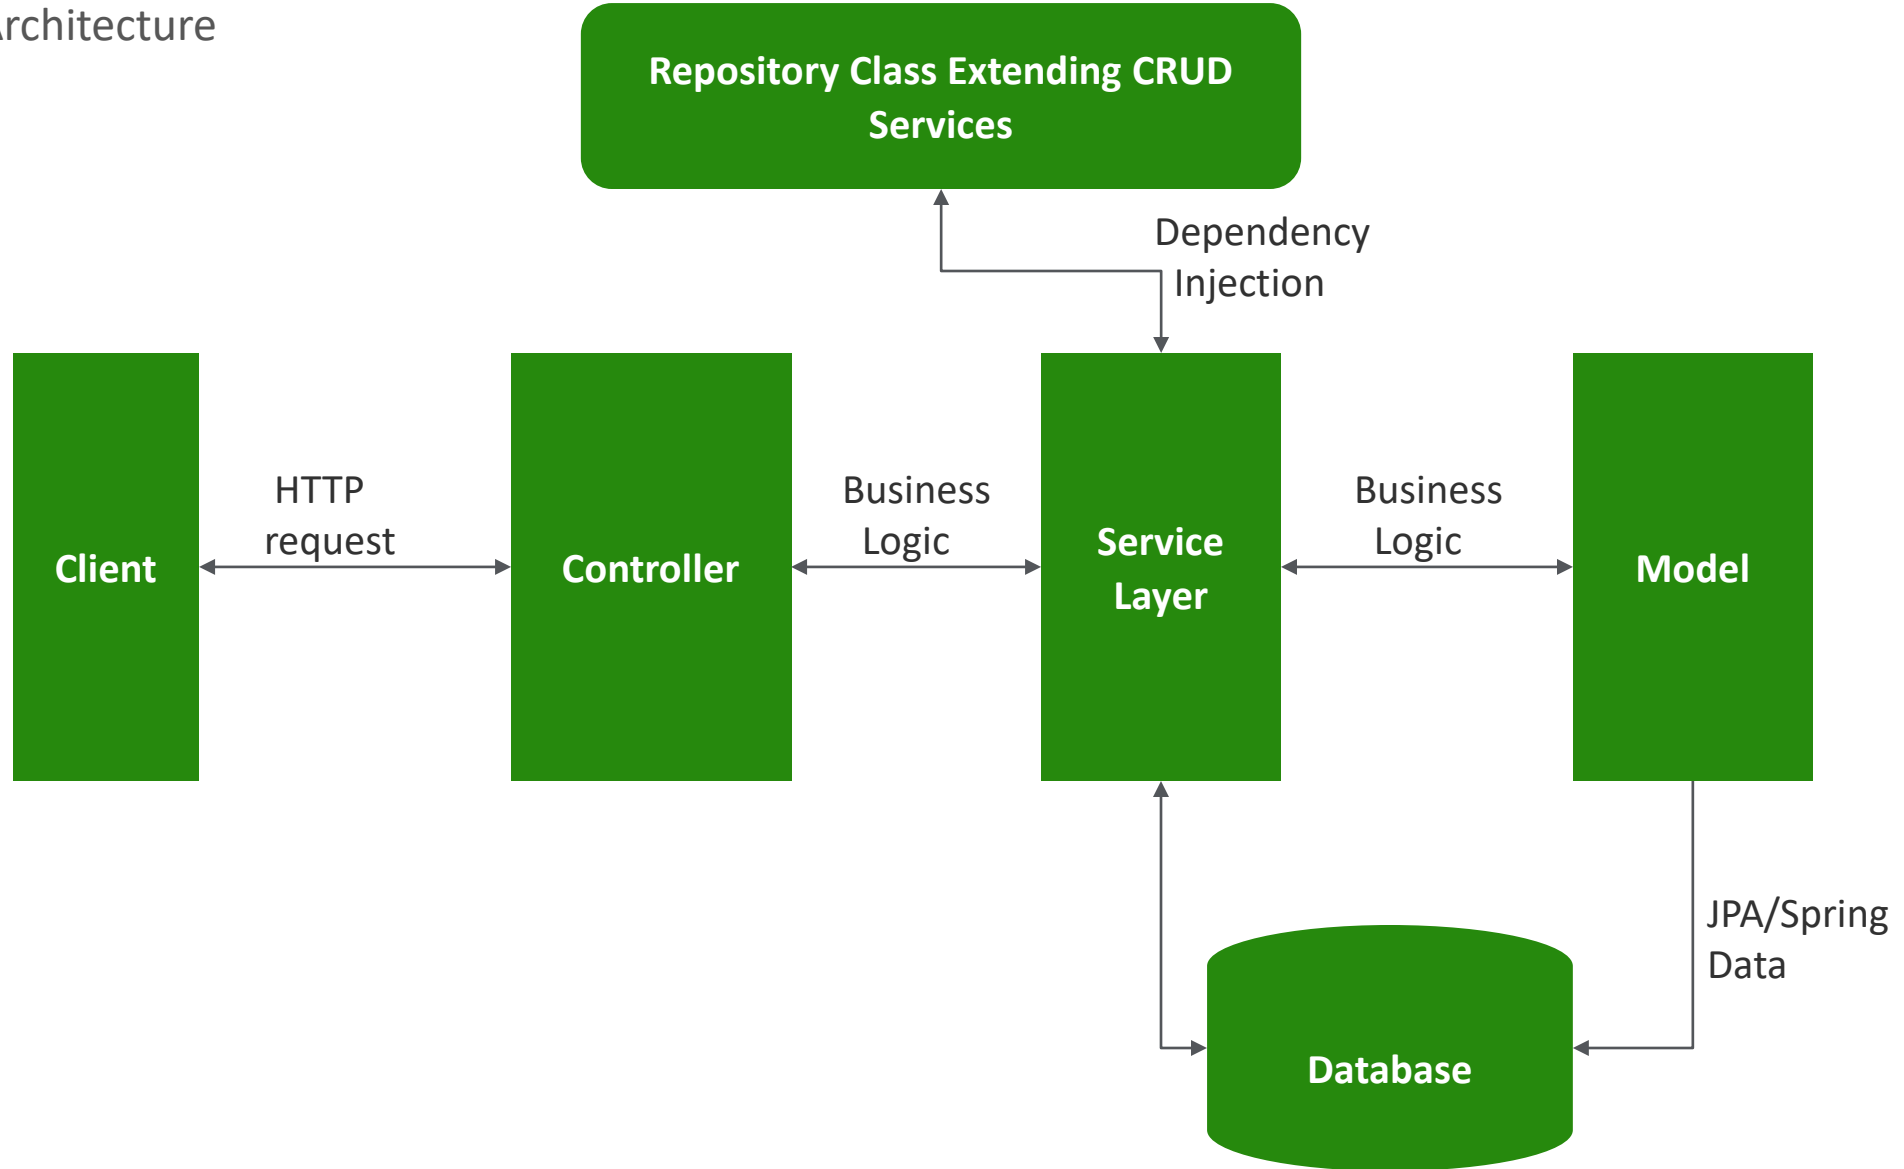 Architecture
Repository Class Extending CRUD
Services
Dependency
Injection
HTTP
request
Business
Logic
Business
Logic
Client
Controller
Service
Layer
Model
JPA/Spring
Data
Database